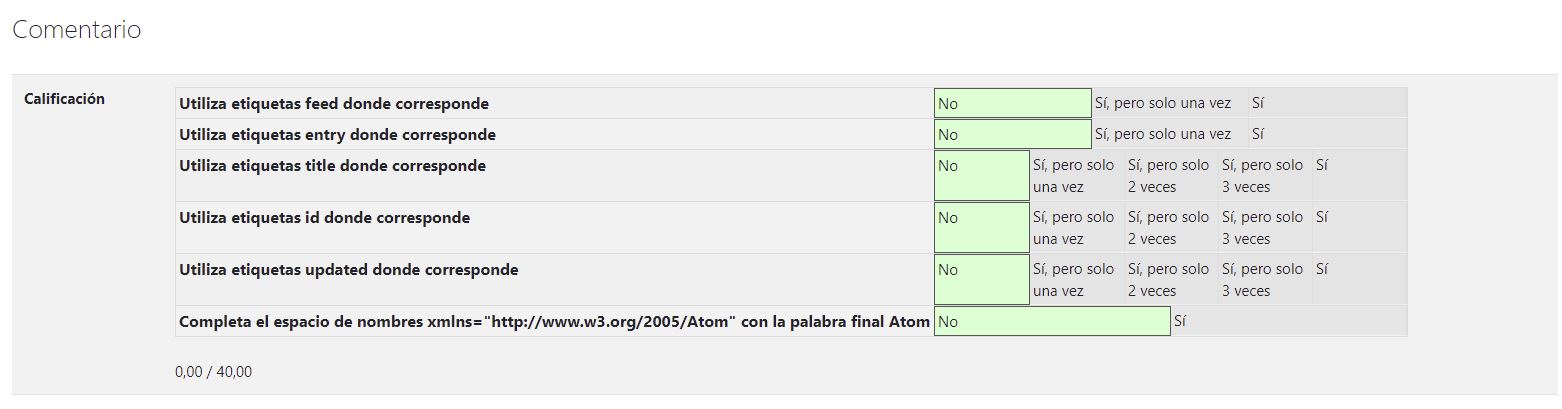 Comentario
Calificación
Utiliza etiquetas feed donde corresponde No Sí, pero solo una vez Sí
Utiliza etiquetas entry donde corresponde No Sí, pero solo una vez Sí
Utiliza etiquetas title donde corresponde No Sí, pero solo Sí, pero solo Sí, pero solo Sí
una vez 2 veces 3 veces
Utiliza etiquetas id donde corresponde No Sí, pero solo Sí, pero solo Sí, pero solo Sí
una vez 2 veces 3 veces
Utiliza etiquetas updated donde corresponde No Sí, pero solo Sí, pero solo Sí, pero solo Sí
una vez 2 veces 3 veces
Completa el espacio de nombres xmlns="http://www.w3.org/2005/Atom" con la palabra final Atom No Sí
0,00 / 40,00